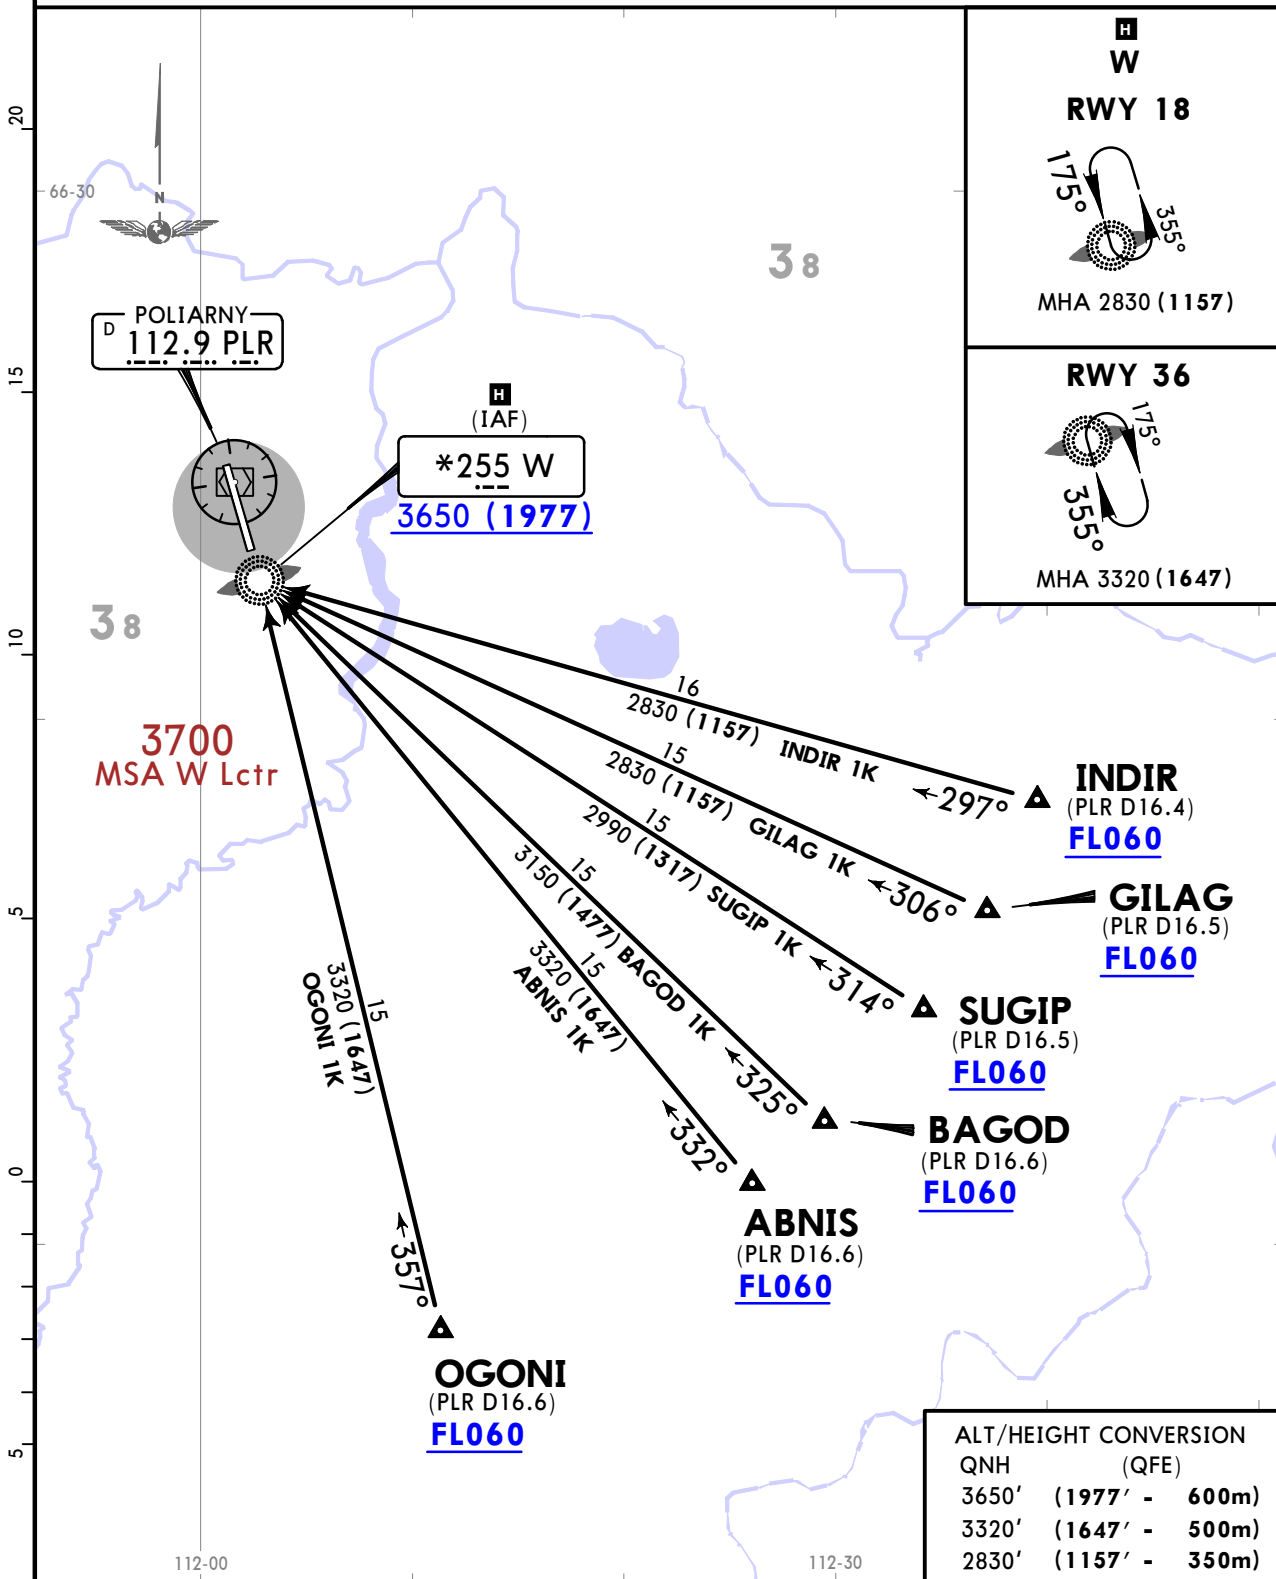 H
W
RWY 18
175°
355°
MHA 2830 (1157)
RWY 36
175°
355°
MHA 3320 (1647)
20
15
10
5
0
5
66-30
N
38
POLIARNY
D 112.9 PLR
H
(IAF)
*255 W
3650 (1977)
38
3700
MSA W Lctr
16
2830 (1157) INDIR 1K
297°
INDIR
(PLR D16.4)
FL060
15
2830 (1157) GILAG 1K
306°
GILAG
(PLR D16.5)
FL060
15
2990 (1317) SUGIP 1K
314°
SUGIP
(PLR D16.5)
FL060
15
3150 (1477) BAGOD 1K
325°
BAGOD
(PLR D16.6)
FL060
15
3320 (1647)
ABNIS 1K
332°
ABNIS
(PLR D16.6)
FL060
15
3320 (1647)
OGONI 1K
357°
OGONI
(PLR D16.6)
FL060
112-00
112-30
ALT/HEIGHT CONVERSION
QNH (QFE)
3650' (1977' - 600m)
3320' (1647' - 500m)
2830' (1157' - 350m)